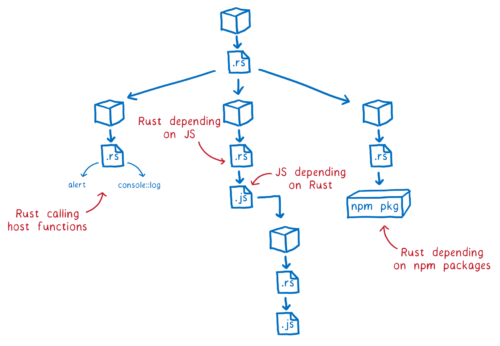 .rs
Rust depending
on JS
.rs
.rs
.rs
JS depending
on Rust
alert
console::log
.js
npm pkg
Rust calling
host functions
Rust depending
on npm packages
.rs
.js